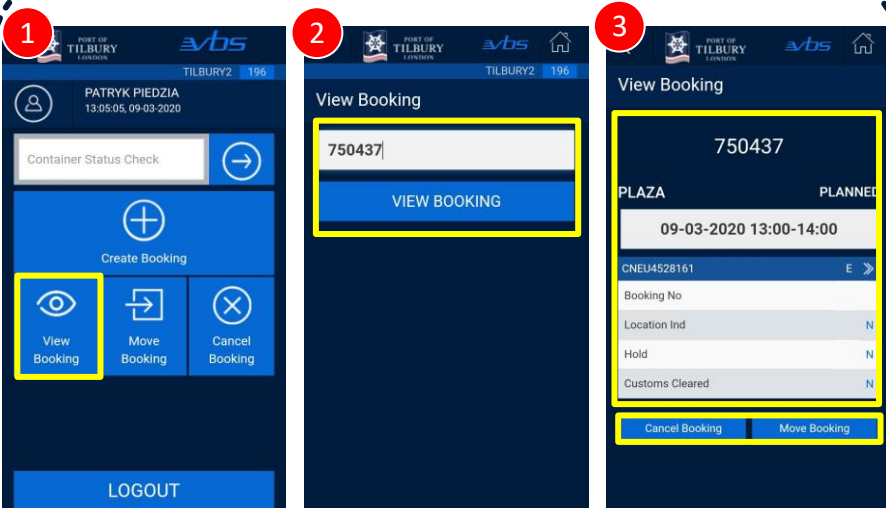 1
PORT OF
TILBURY
LONDON
vbs
TILBURY2 196
PATRYK PIEDZIA
13:05:05, 09-03-2020
Container Status Check
Create Booking
View
Booking
Move
Booking
Cancel
Booking
LOGOUT
2
PORT OF
TILBURY
LONDON
vbs
TILBURY2 196
View Booking
750437
VIEW BOOKING
3
PORT OF
TILBURY
LONDON
vbs
View Booking
750437
PLAZA PLANNED
09-03-2020 13:00-14:00
CNEU4528161 E
Booking No
Location Ind N
Hold N
Customs Cleared N
Cancel Booking Move Booking